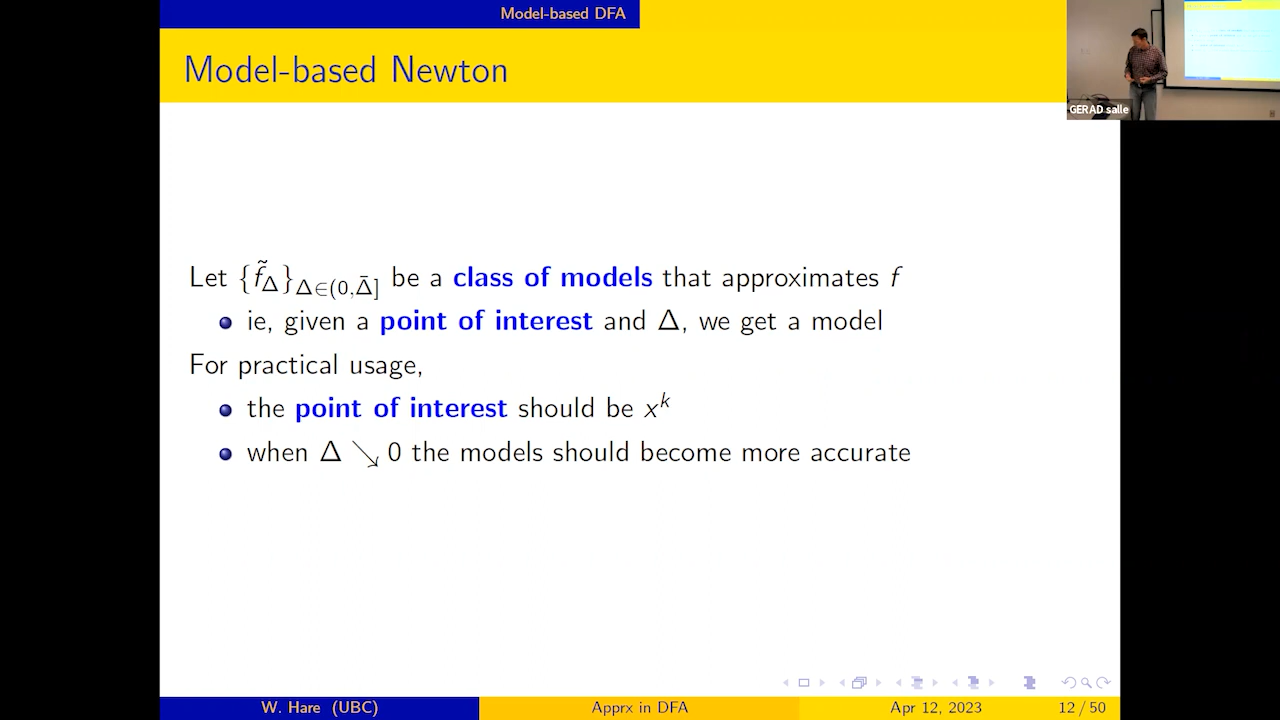 Model-based DFA
Model-based Newton
GERAD salle
Let {f̃_Δ}_{Δ∈(0,Δ̄]} be a class of models that approximates f
ie, given a point of interest and Δ, we get a model
For practical usage,
the point of interest should be x^k
when Δ ↘ 0 the models should become more accurate
W. Hare (UBC)
Apprx in DFA
Apr 12, 2023
12 / 50